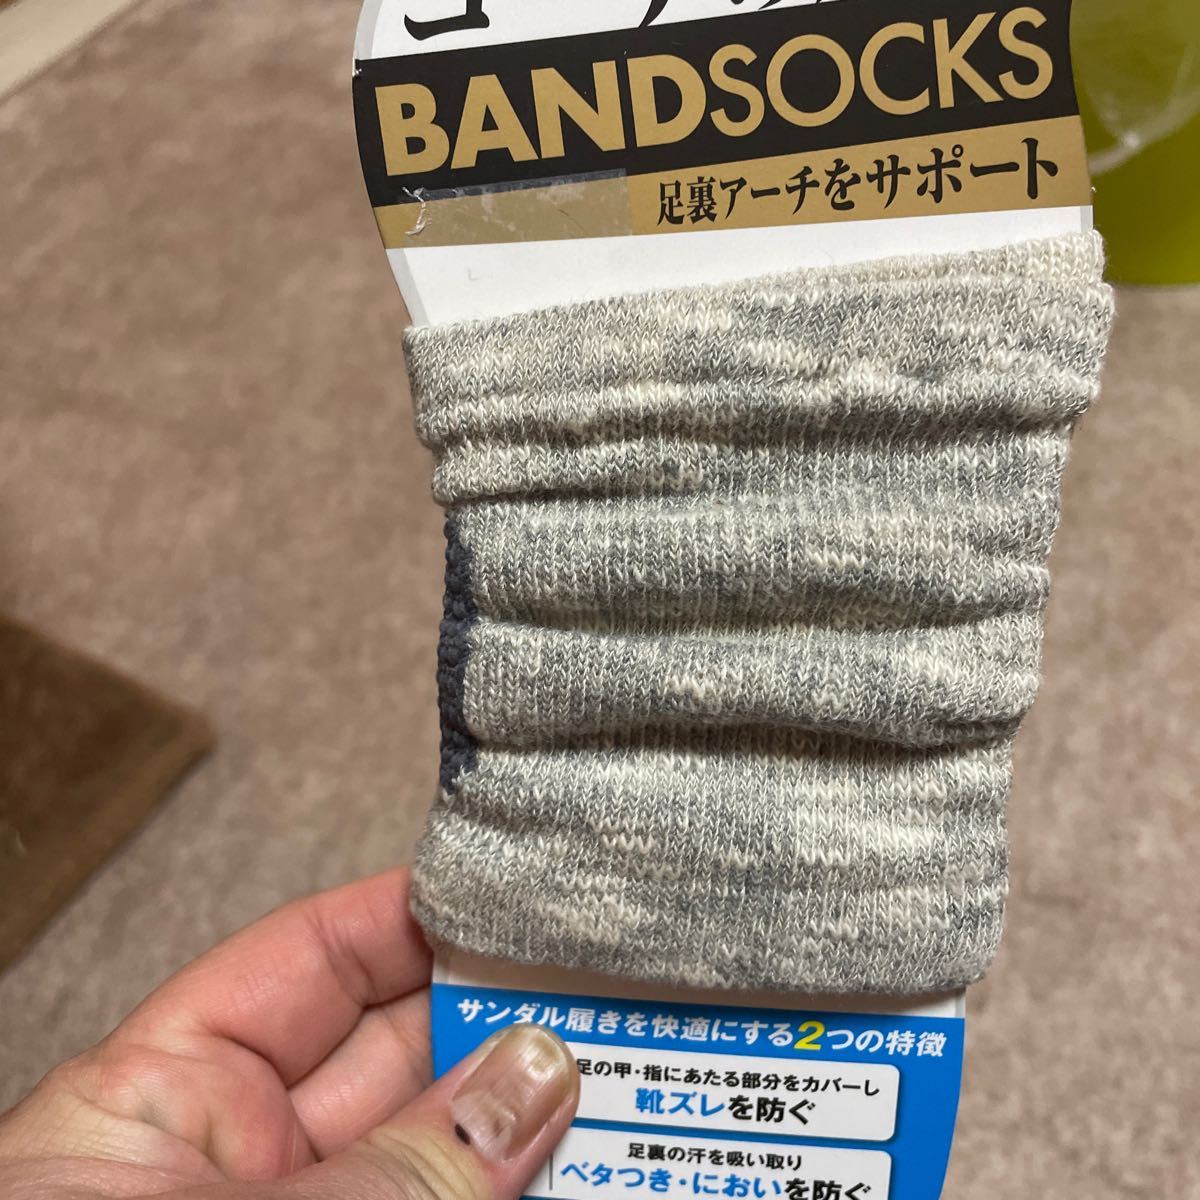 BANDSOCKS
足裏アーチをサポート
サンダル履きを快適にする2つの特徴
足の甲・指にあたる部分をカバーし
靴ズレを防ぐ
足裏の汗を吸い取り
ベタつき・においを防ぐ